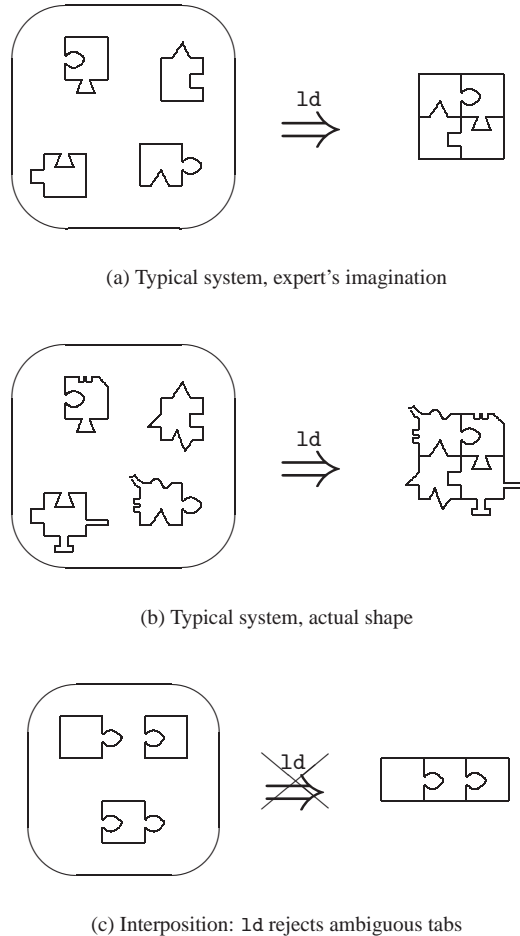 ld
(a) Typical system, expert's imagination
ld
(b) Typical system, actual shape
ld
(c) Interposition: ld rejects ambiguous tabs